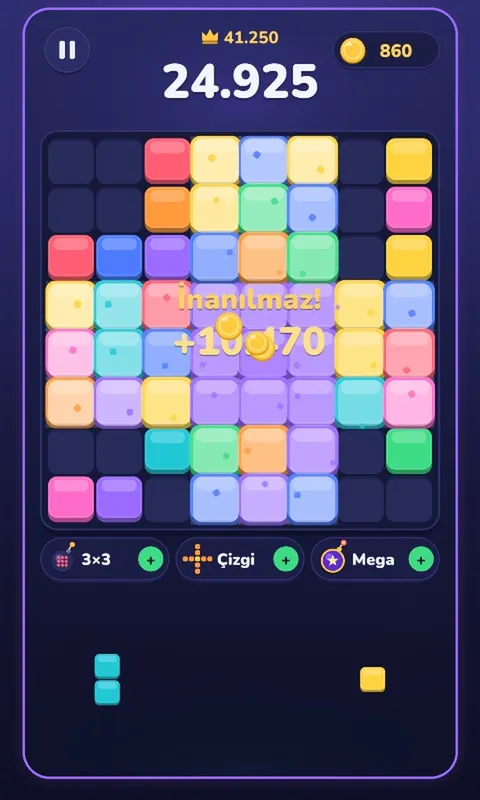 41.250
860
24.925
İnanılmaz!
3×3 +
Çizgi +
Mega +